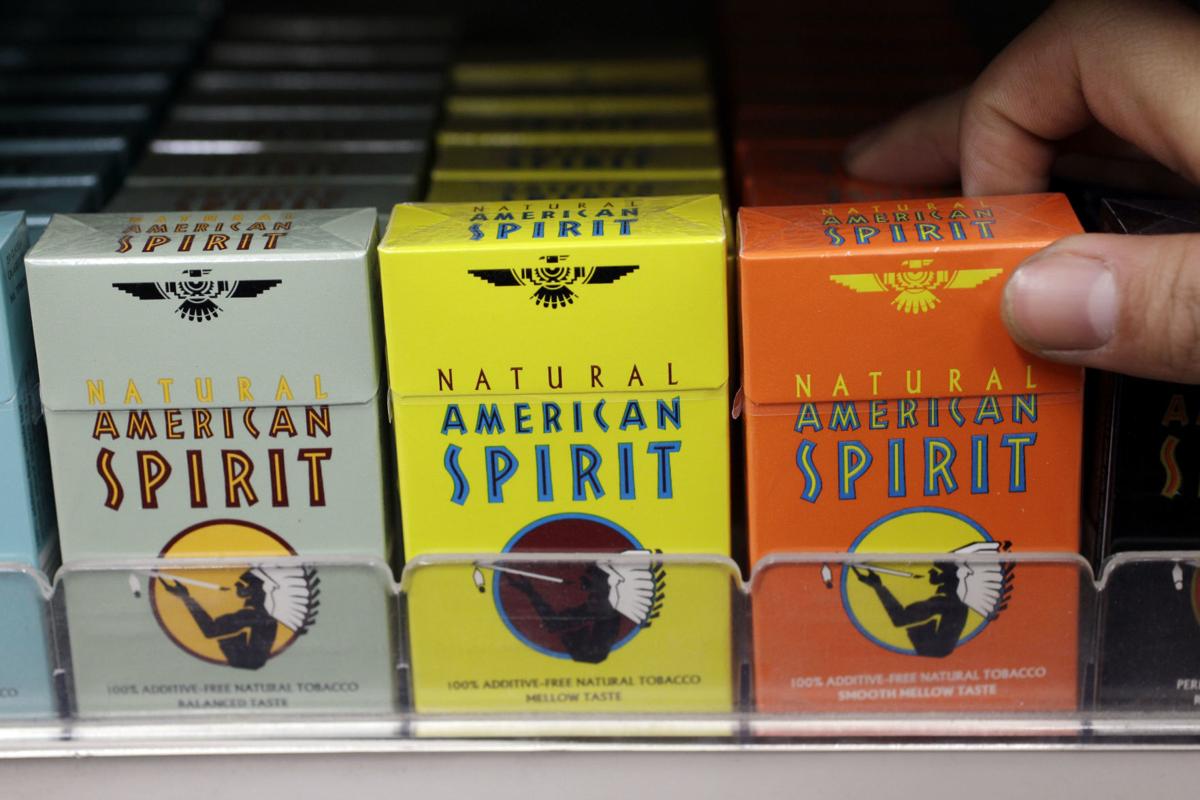 NATURAL
AMERICAN
SPIRIT
NATURAL
AMERICAN
SPIRIT
100% ADDITIVE-FREE NATURAL TOBACCO
BALANCED TASTE
NATURAL
AMERICAN
SPIRIT
NATURAL
AMERICAN
SPIRIT
100% ADDITIVE-FREE NATURAL TOBACCO
MELLOW TASTE
NATURAL
AMERICAN
SPIRIT
NATURAL
AMERICAN
SPIRIT
100% ADDITIVE-FREE NATURAL TOBACCO
SMOOTH MELLOW TASTE